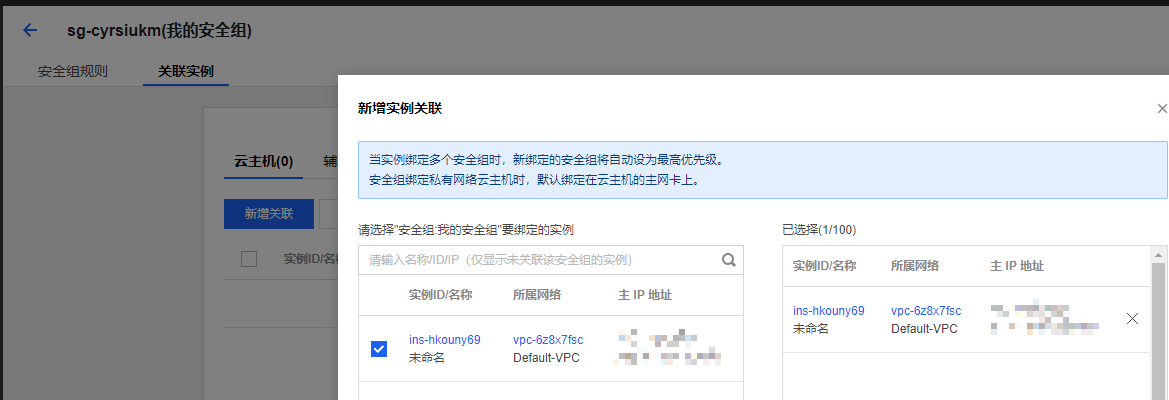 sg-cyrsiukm(我的安全组)
安全组规则
关联实例
新增实例关联
当实例绑定多个安全组时，新绑定的安全组将自动设为最高优先级。
安全组绑定私有网络云主机时，默认绑定在云主机的主网卡上。
云主机(0)
辅
新增关联
实例ID/名
请选择"安全组:我的安全组"要绑定的实例
请输入名称/ID/IP（仅显示未关联该安全组的实例）
实例ID/名称
所属网络
主 IP 地址
ins-hkouny69
未命名
vpc-6z8x7fsc
Default-VPC
已选择(1/100)
实例ID/名称
所属网络
主 IP 地址
ins-hkouny69
未命名
vpc-6z8x7fsc
Default-VPC